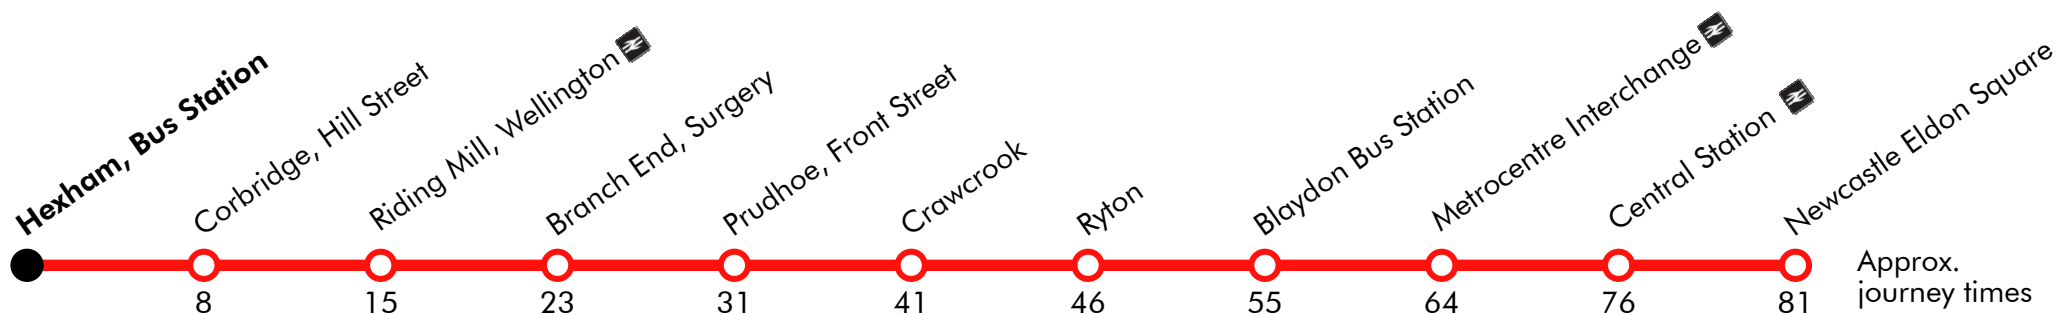 Hexham, Bus Station
Corbridge, Hill Street
Riding Mill, Wellington
Branch End, Surgery
Prudhoe, Front Street
Crawcrook
Ryton
Blaydon Bus Station
Metrocentre Interchange
Central Station
Newcastle Eldon Square
8
15
23
31
41
46
55
64
76
81
Approx.
journey times